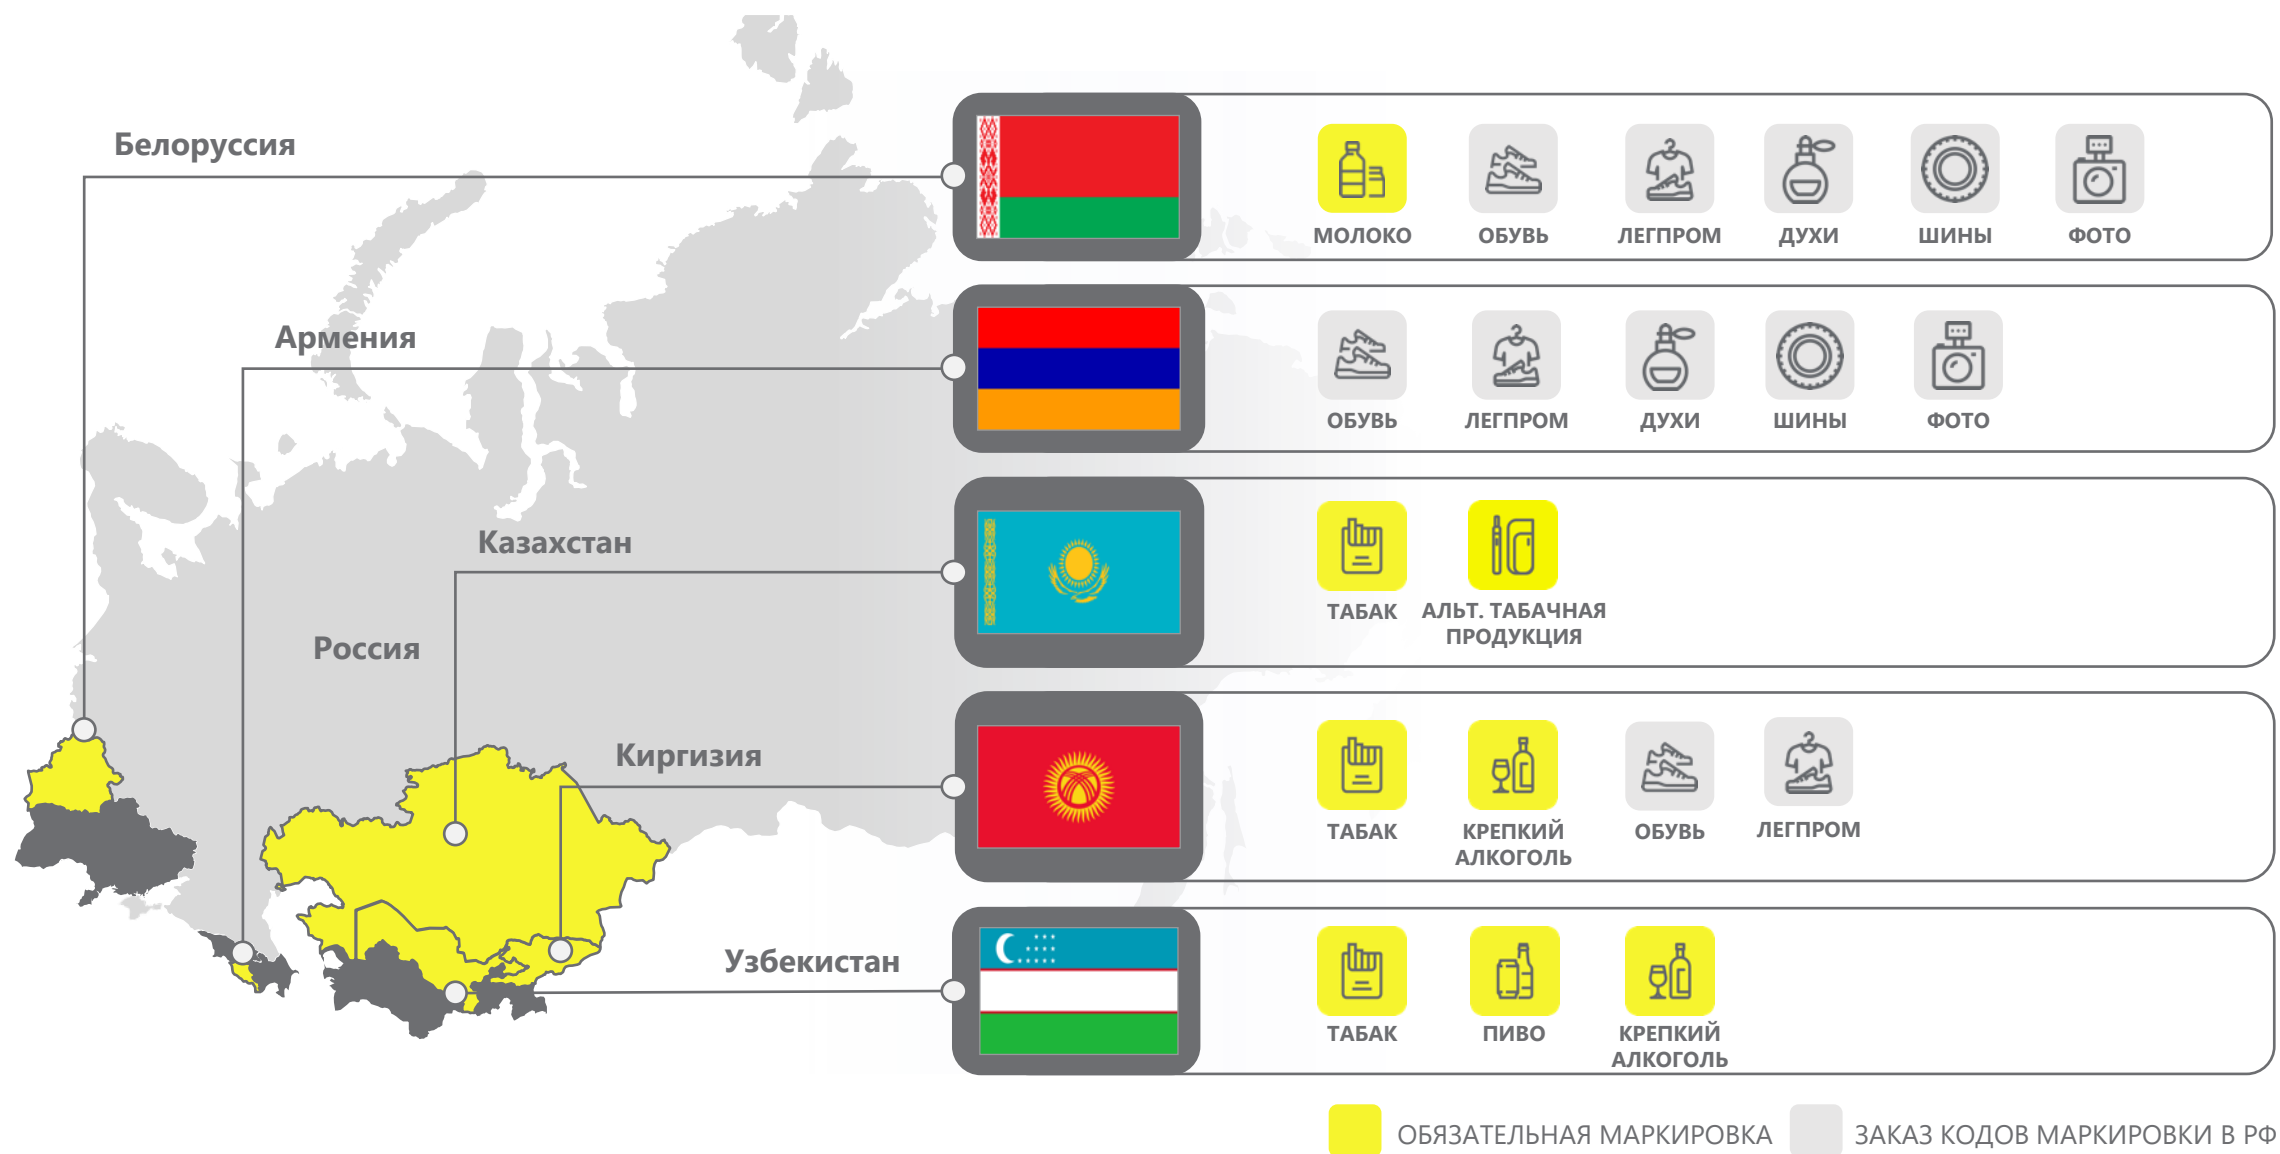 Белоруссия
МОЛОКО
ОБУВЬ
ЛЕГПРОМ
ДУХИ
ШИНЫ
ФОТО
Армения
ОБУВЬ
ЛЕГПРОМ
ДУХИ
ШИНЫ
ФОТО
Казахстан
ТАБАК
АЛЬТ. ТАБАЧНАЯ
ПРОДУКЦИЯ
Россия
Киргизия
ТАБАК
КРЕПКИЙ
АЛКОГОЛЬ
ОБУВЬ
ЛЕГПРОМ
Узбекистан
ТАБАК
ПИВО
КРЕПКИЙ
АЛКОГОЛЬ
ОБЯЗАТЕЛЬНАЯ МАРКИРОВКА
ЗАКАЗ КОДОВ МАРКИРОВКИ В РФ